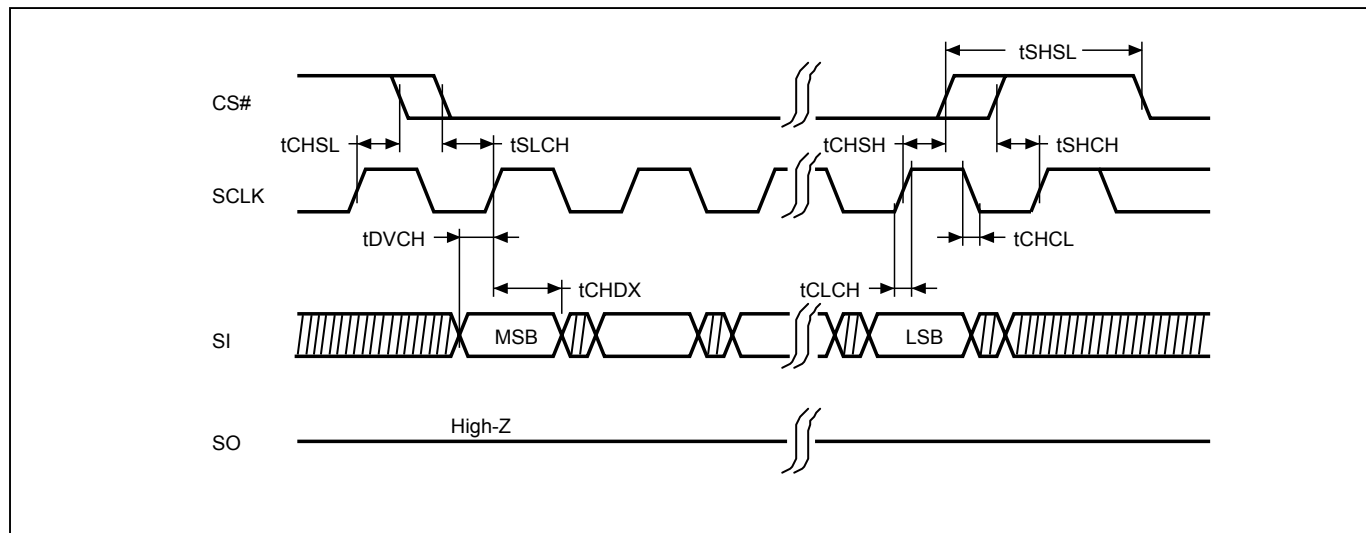 tSHSL
CS#
tCHSL
tSLCH
tCHSH
tSHCH
SCLK
tDVCH
tCHCL
tCHDX
tCLCH
SI
MSB
LSB
High-Z
SO